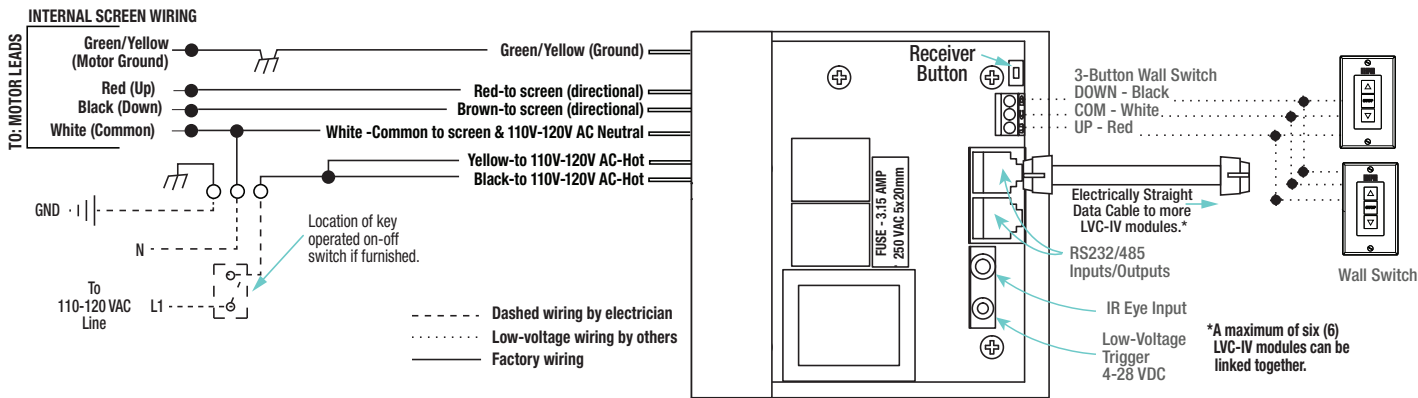 INTERNAL SCREEN WIRING
TO: MOTOR LEADS
Green/Yellow
(Motor Ground)
Red (Up)
Black (Down)
White (Common)
Green/Yellow (Ground)
Red-to screen (directional)
Brown-to screen (directional)
White -Common to screen & 110V-120V AC Neutral
Yellow-to 110V-120V AC-Hot
Black-to 110V-120V AC-Hot
GND
N
To
110-120 VAC
Line
L1
Location of key
operated on-off
switch if furnished.
Dashed wiring by electrician
Low-voltage wiring by others
Factory wiring
FUSE - 3.15 AMP
250 VAC 5x20mm
Receiver
Button
3-Button Wall Switch
DOWN - Black
COM - White
UP - Red
Electrically Straight
Data Cable to more
LVC-IV modules.*
RS232/485
Inputs/Outputs
IR Eye Input
Low-Voltage
Trigger
4-28 VDC
*A maximum of six (6)
LVC-IV modules can be
linked together.
Wall Switch